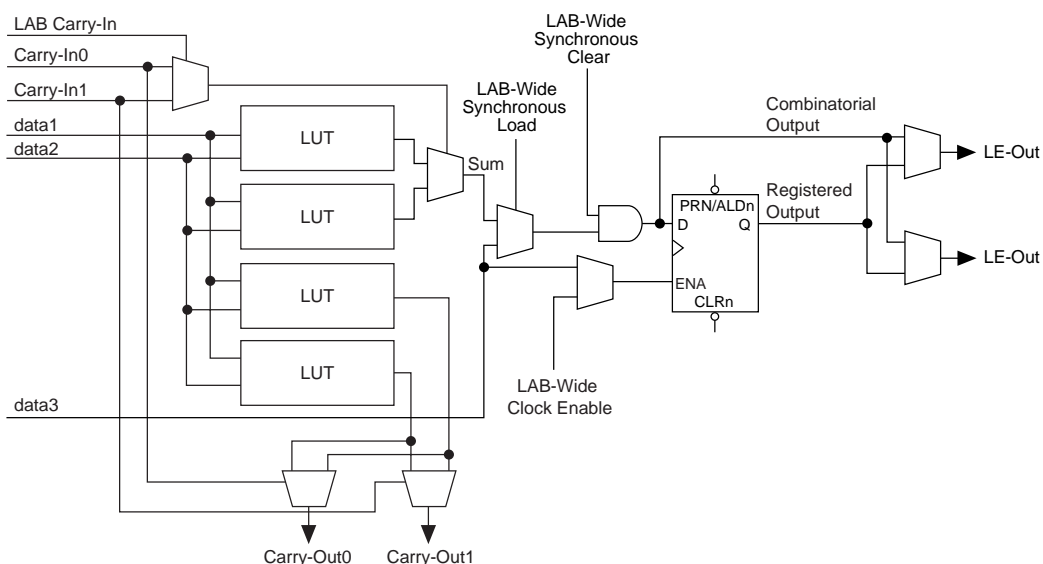 LAB Carry-In
Carry-In0
Carry-In1
data1
data2
LUT
LUT
LUT
LUT
data3
Sum
LAB-Wide
Synchronous
Load
LAB-Wide
Synchronous
Clear
LAB-Wide
Clock Enable
PRN/ALDn
D
Q
ENA
CLRn
Combinatorial
Output
Registered
Output
LE-Out
LE-Out
Carry-Out0
Carry-Out1